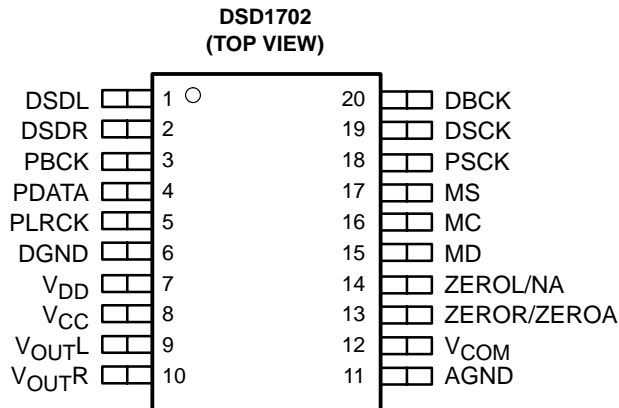 DSD1702
(TOP VIEW)
DSDL 1 20 DBCK
DSDR 2 19 DSCK
PBCK 3 18 PSCK
PDATA 4 17 MS
PLRCK 5 16 MC
DGND 6 15 MD
VDD 7 14 ZEROL/NA
VCC 8 13 ZEROR/ZEROA
VOUTL 9 12 VCOM
VOUTR 10 11 AGND